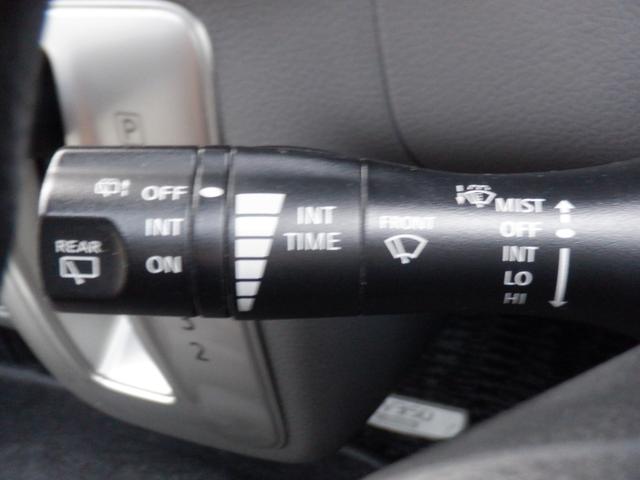 P
OFF
INT
ON
REAR
INT
TIME
FRONT
MIST
OFF
INT
LO
HI
3
2